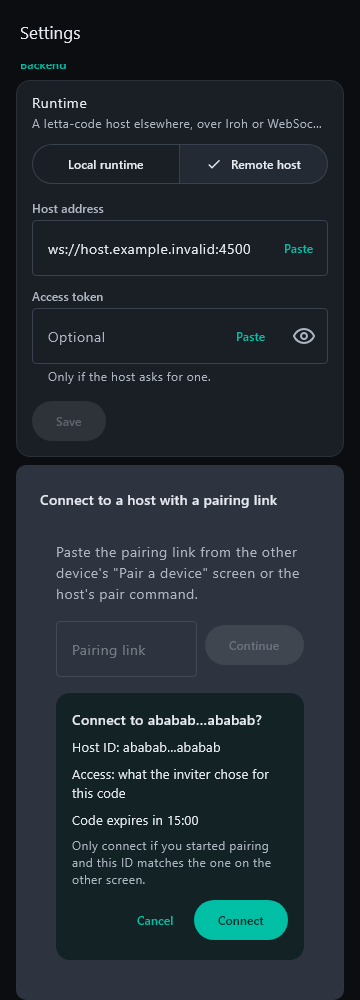 Settings
Backend
Runtime
A letta-code host elsewhere, over Iroh or WebSoc...
Local runtime
Remote host
Host address
ws://host.example.invalid:4500
Paste
Access token
Optional
Paste
Only if the host asks for one.
Save
Connect to a host with a pairing link
Paste the pairing link from the other
device's "Pair a device" screen or the
host's pair command.
Pairing link
Continue
Connect to ababab...ababab?
Host ID: ababab...ababab
Access: what the inviter chose for
this code
Code expires in 15:00
Only connect if you started pairing
and this ID matches the one on the
other screen.
Cancel
Connect